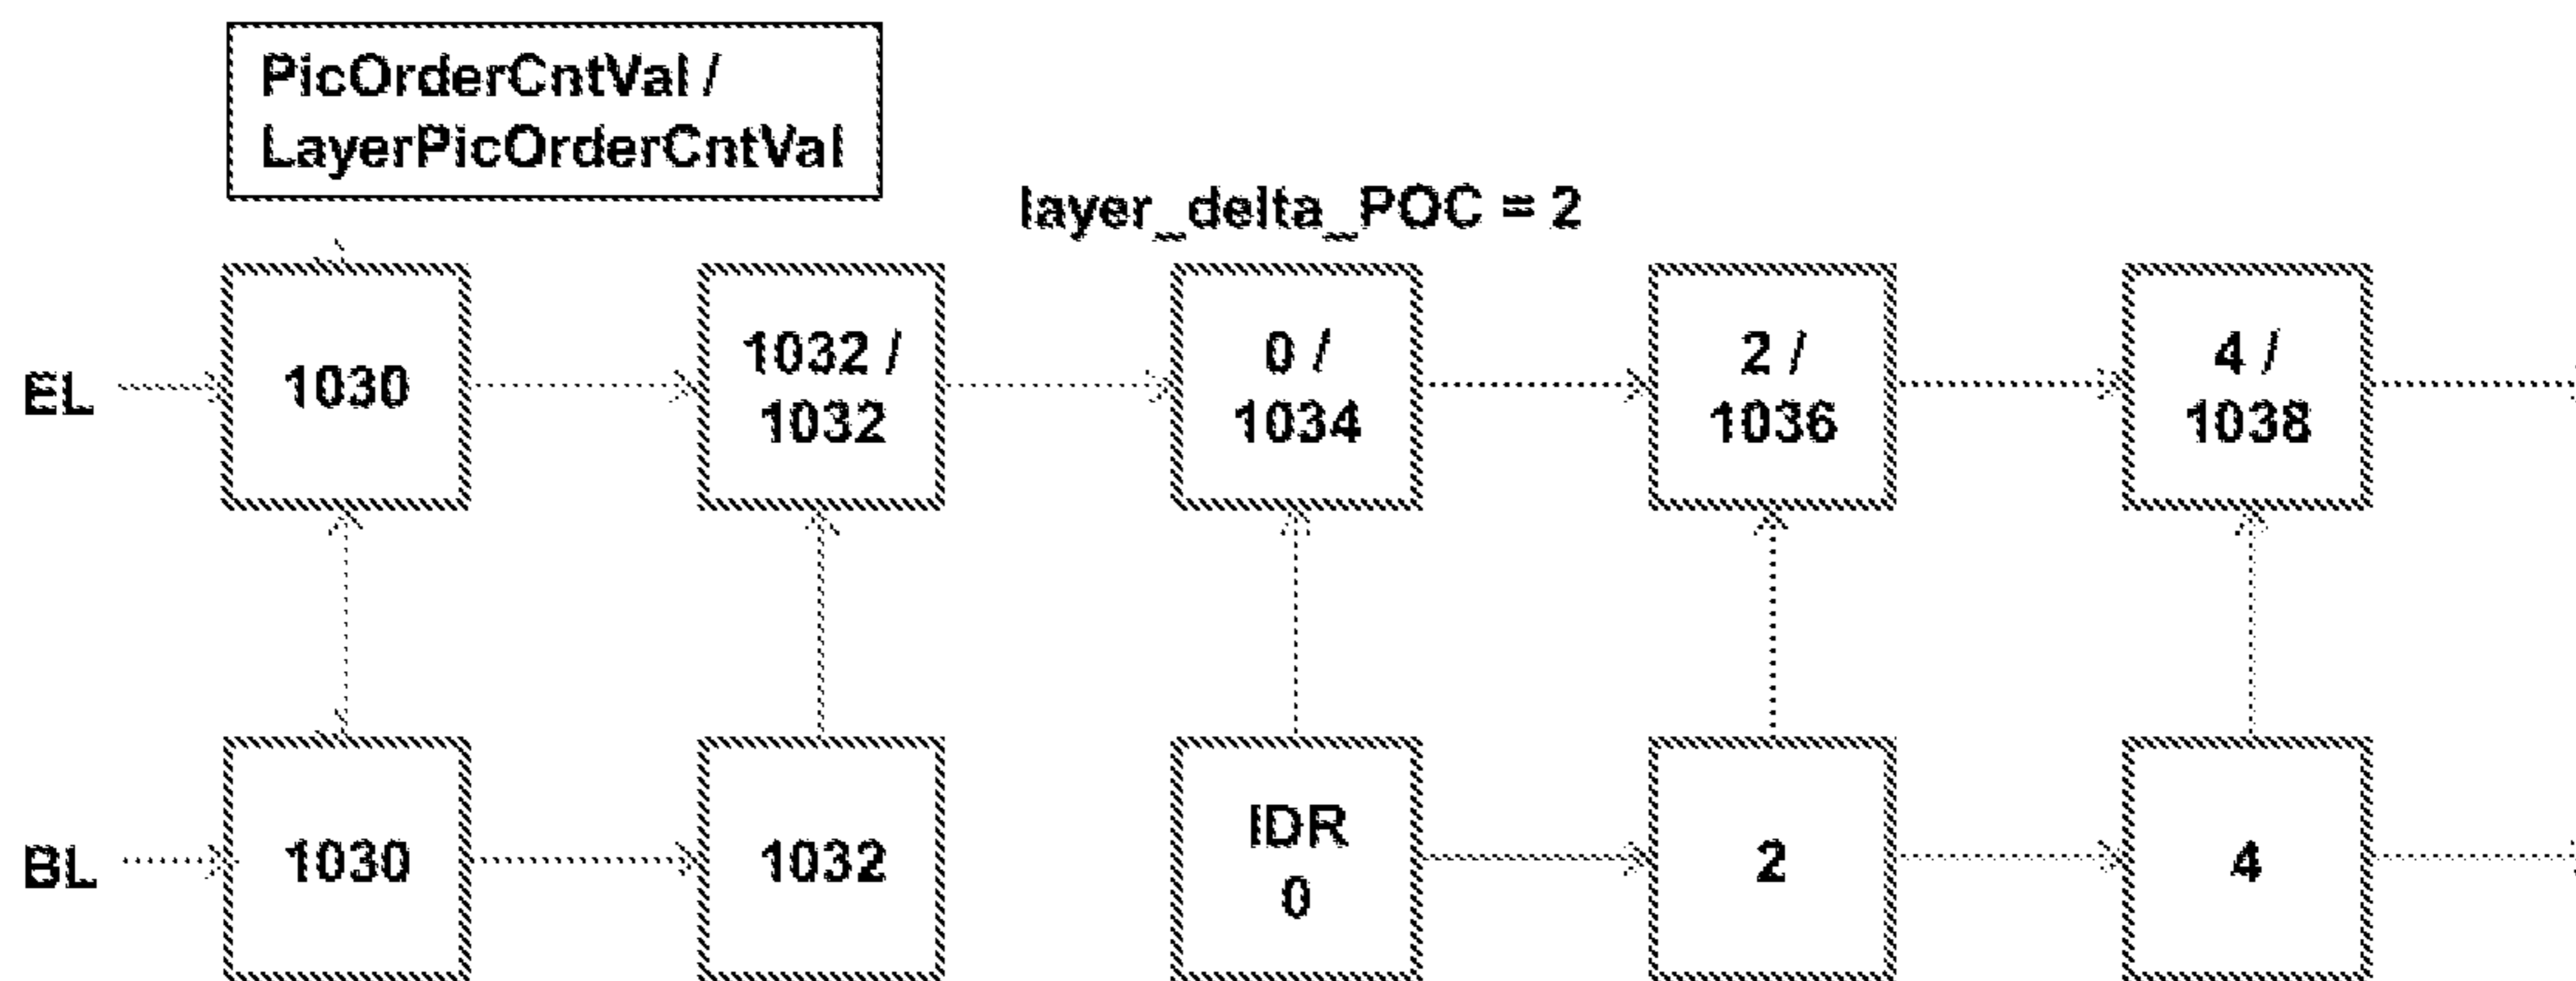 PicOrderCntVal /
LayerPicOrderCntVal
layer_delta_POC = 2
EL
1030
1032 /
1032
0 /
1034
2 /
1036
4 /
1038
BL
1030
1032
IDR
0
2
4